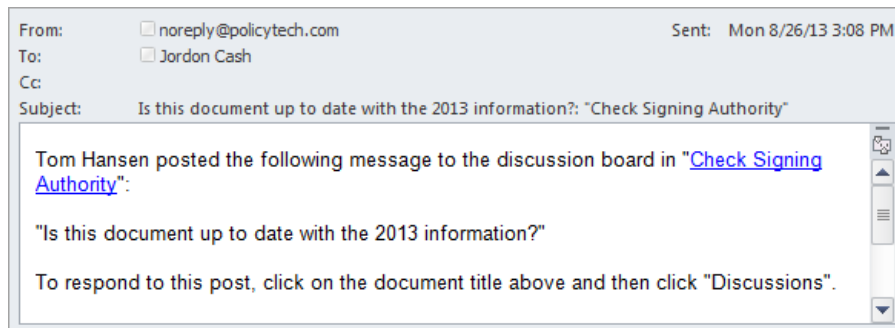 From: noreply@policytech.com Sent: Mon 8/26/13 3:08 PM
To: Jordon Cash
Cc:
Subject: Is this document up to date with the 2013 information?: "Check Signing Authority"
Tom Hansen posted the following message to the discussion board in "Check Signing
Authority":
"Is this document up to date with the 2013 information?"
To respond to this post, click on the document title above and then click "Discussions".